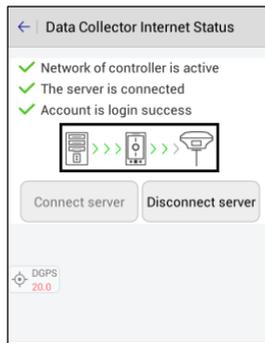 Data Collector Internet Status
Network of controller is active
The server is connected
Account is login success
Connect server Disconnect server
DGPS
20.0